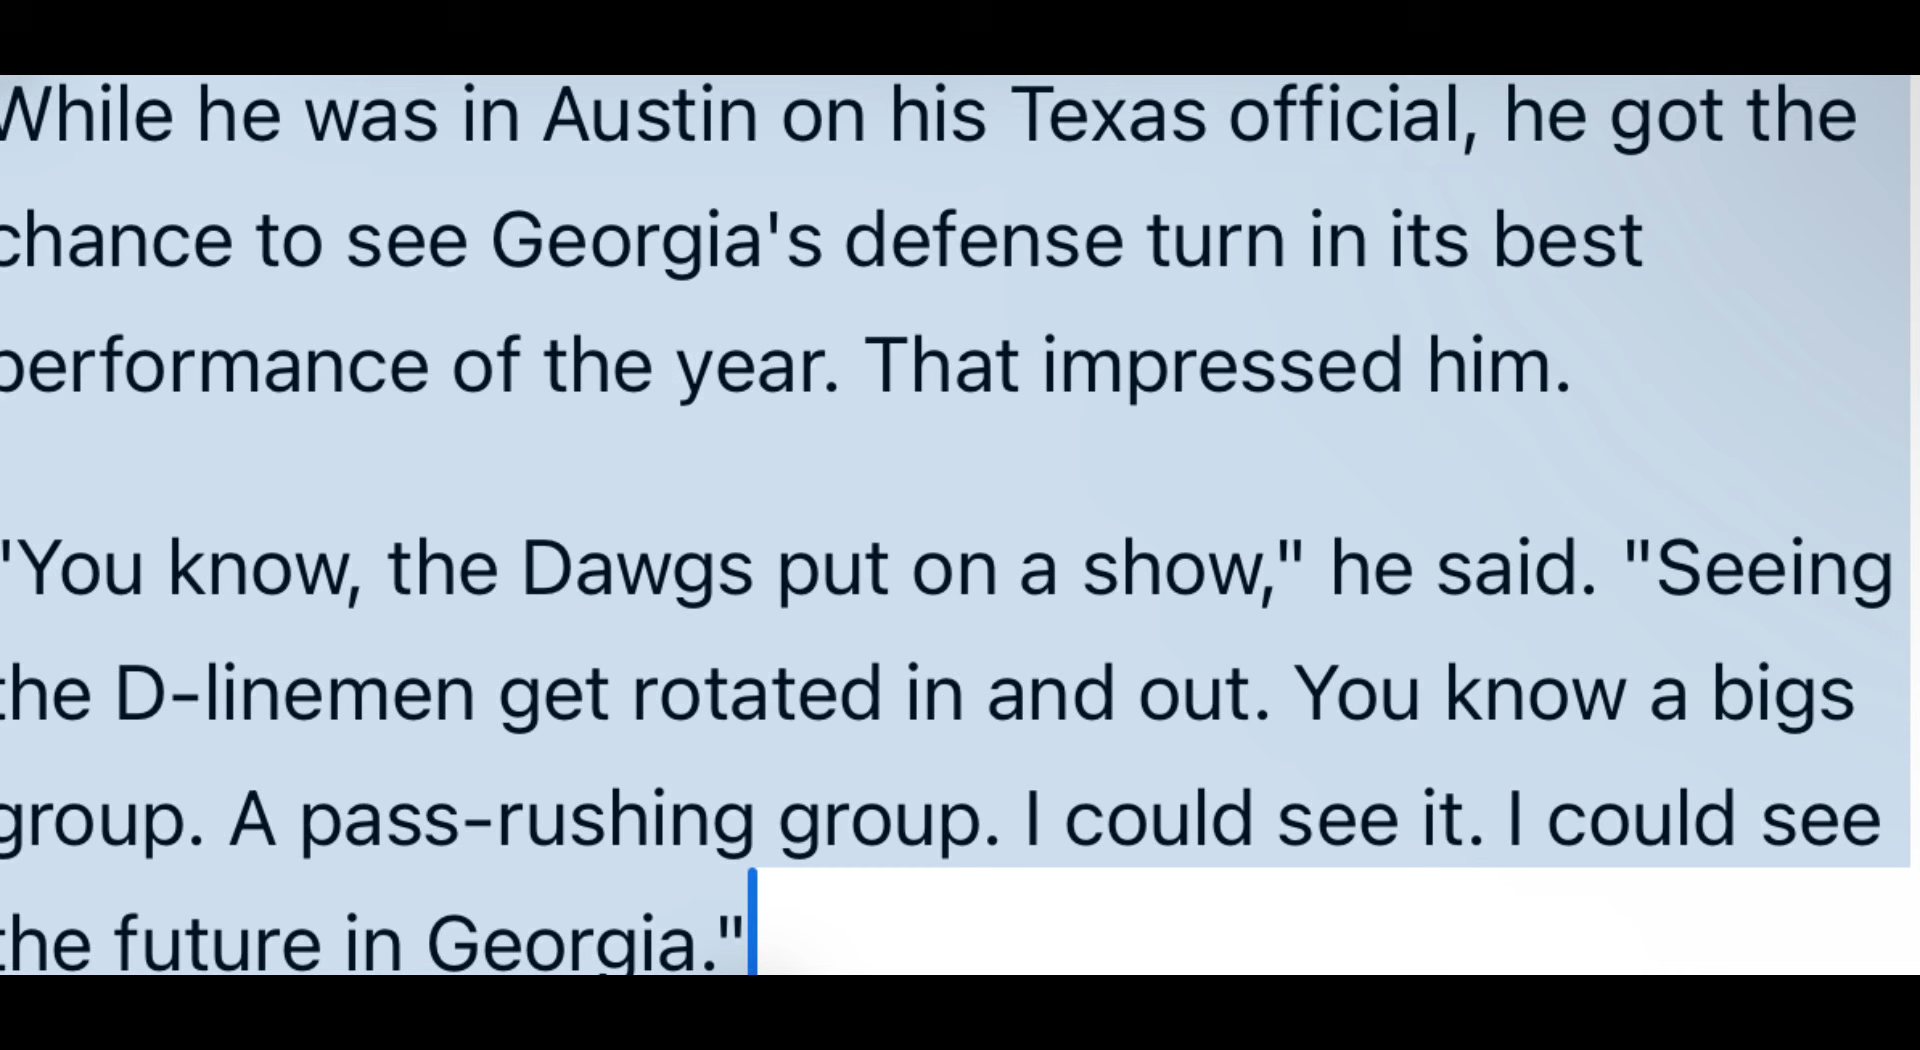 While he was in Austin on his Texas official, he got the
chance to see Georgia's defense turn in its best
performance of the year. That impressed him.
"You know, the Dawgs put on a show," he said. "Seeing
the D-linemen get rotated in and out. You know a bigs
group. A pass-rushing group. I could see it. I could see
the future in Georgia."